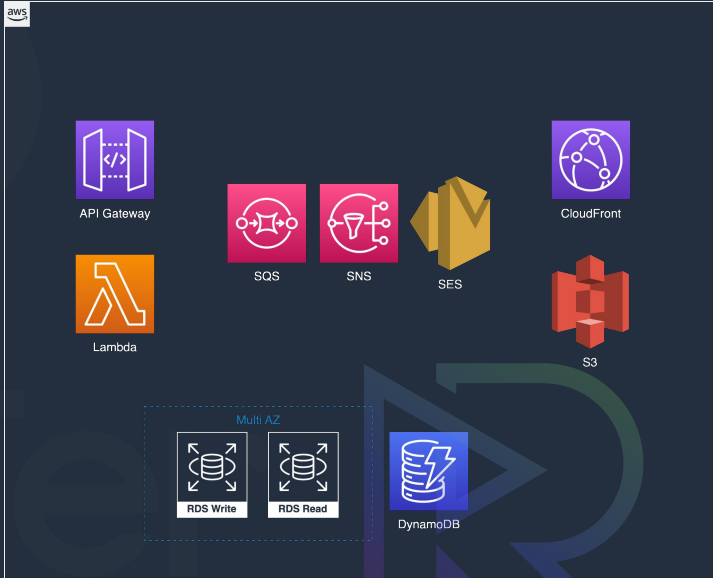 aws
API Gateway
CloudFront
SQS
SNS
SES
Lambda
S3
Multi AZ
RDS Write
RDS Read
DynamoDB